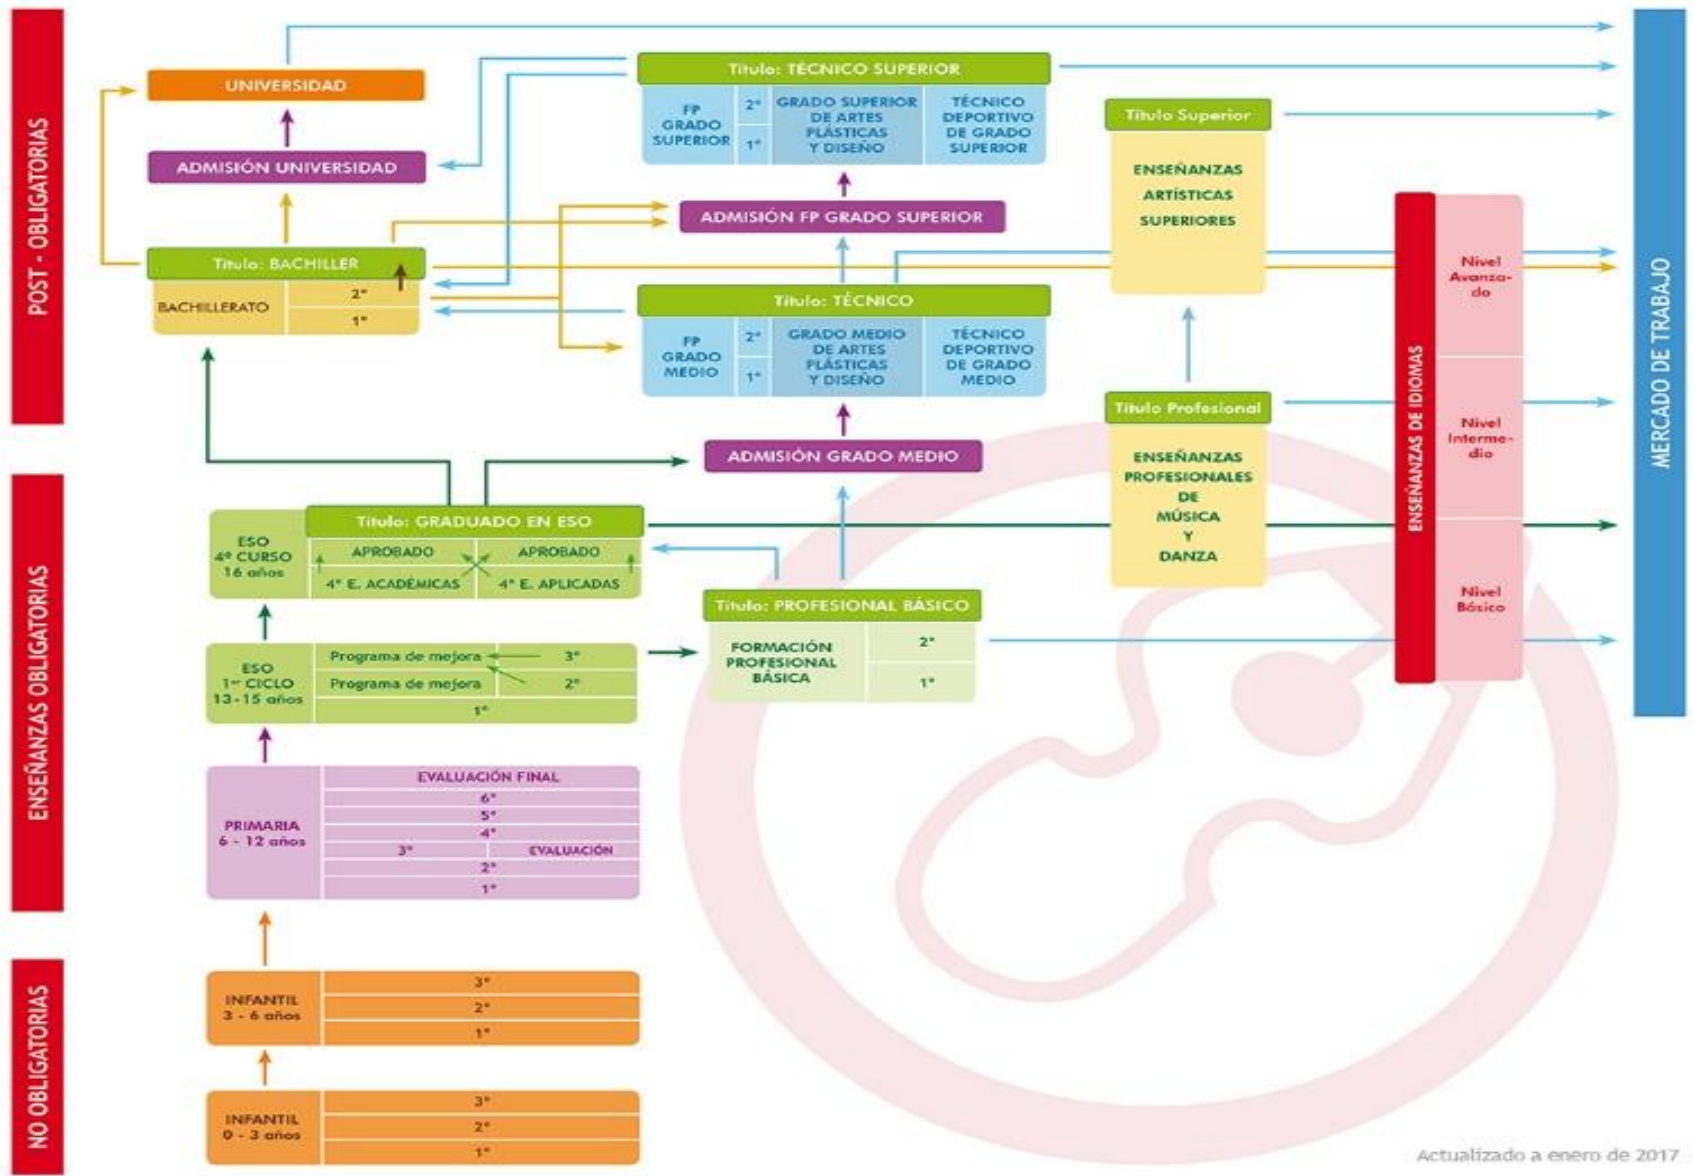 POST - OBLIGATORIAS
UNIVERSIDAD
ADMISIÓN UNIVERSIDAD
Título: BACHILLER
BACHILLERATO
2º
1º
Título: TÉCNICO SUPERIOR
FP
GRADO
SUPERIOR
2º
1º
GRADO SUPERIOR
DE ARTES
PLÁSTICAS
Y DISEÑO
TÉCNICO
DEPORTIVO
DE GRADO
SUPERIOR
ADMISIÓN FP GRADO SUPERIOR
Título: TÉCNICO
FP
GRADO
MEDIO
2º
1º
GRADO MEDIO
DE ARTES
PLÁSTICAS
Y DISEÑO
TÉCNICO
DEPORTIVO
DE GRADO
MEDIO
ADMISIÓN GRADO MEDIO
Título Superior
ENSEÑANZAS
ARTÍSTICAS
SUPERIORES
Título Profesional
ENSEÑANZAS
PROFESIONALES
DE
MÚSICA
Y
DANZA
ENSEÑANZAS DE IDIOMAS
Nivel
Avanza-
do
Nivel
Interme-
dio
Nivel
Básico
MERCADO DE TRABAJO
ENSEÑANZAS OBLIGATORIAS
ESO
4º CURSO
16 años
Título: GRADUADO EN ESO
APROBADO
APROBADO
4º E. ACADÉMICAS
4º E. APLICADAS
ESO
1er CICLO
13-15 años
Programa de mejora
3º
Programa de mejora
2º
1º
Título: PROFESIONAL BÁSICO
FORMACIÓN
PROFESIONAL
BÁSICA
2º
1º
PRIMARIA
6 - 12 años
EVALUACIÓN FINAL
6º
5º
4º
3º
EVALUACIÓN
2º
1º
NO OBLIGATORIAS
INFANTIL
3 - 6 años
3º
2º
1º
INFANTIL
0 - 3 años
3º
2º
1º
Actualizado a enero de 2017